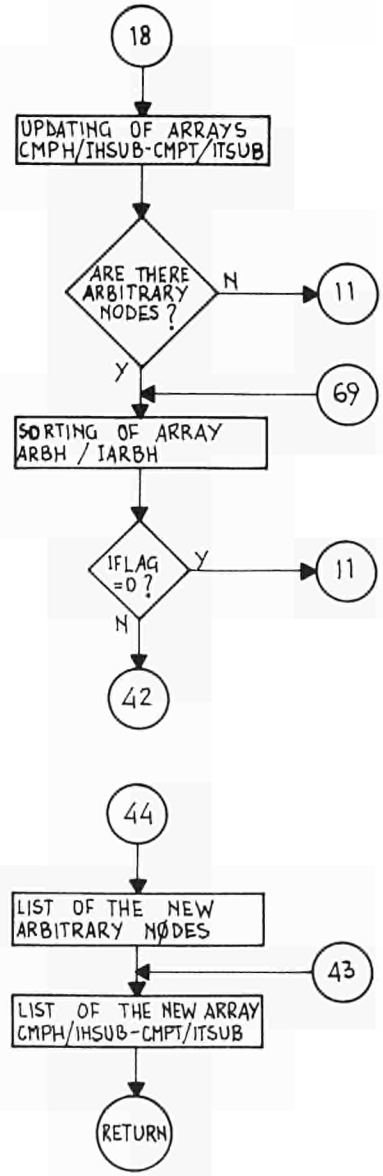 18
UPDATING OF ARRAYS
CMPH/IHSUB-CMPT/ITSUB
ARE THERE
ARBITRARY
NODES?
N
11
Y
69
SORTING OF ARRAY
ARBH / IARBH
IFLAG
=0?
Y
11
N
42
44
LIST OF THE NEW
ARBITRARY NØDES
43
LIST OF THE NEW ARRAY
CMPH/IHSUB-CMPT/ITSUB
RETURN